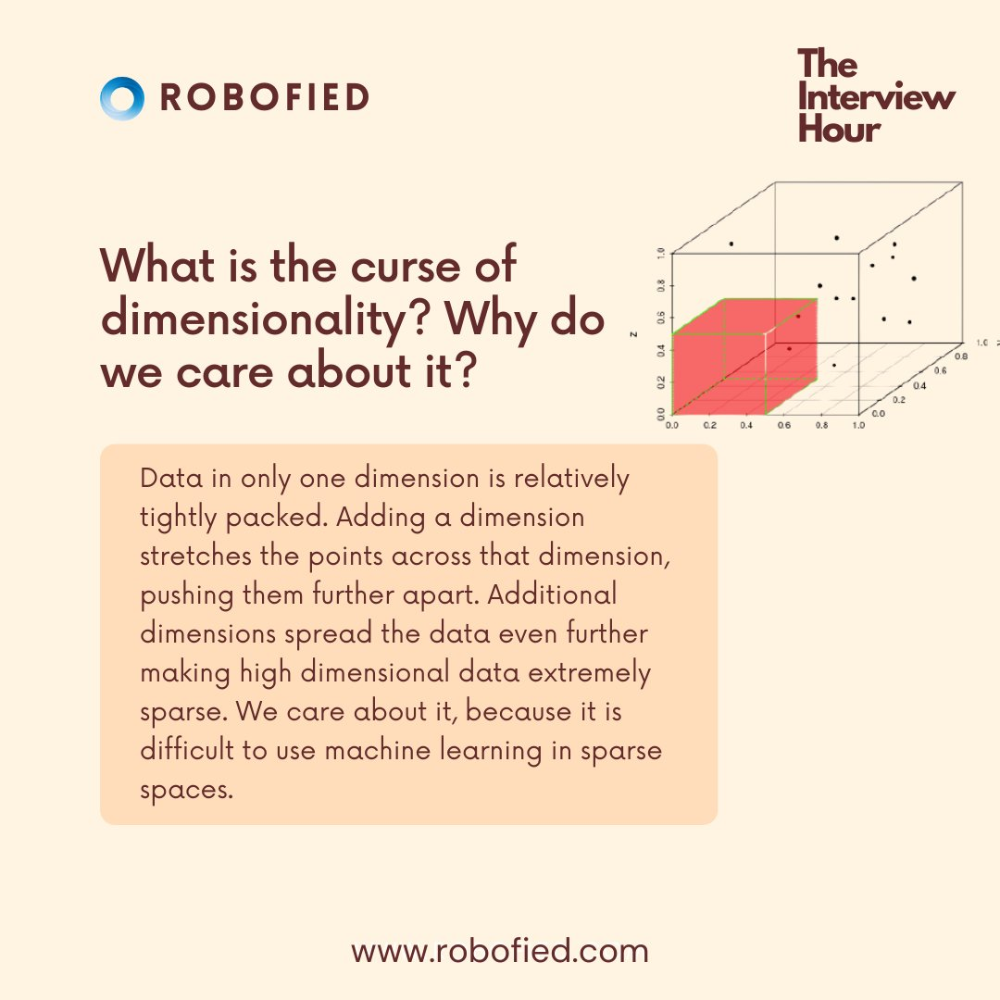 ROBOFIED
The
Interview
Hour
What is the curse of
dimensionality? Why do
we care about it?
1.0
0.8
0.6
0.4
0.2
0.0
z
0.0 0.2 0.4 0.6 0.8 1.0
0.0
0.2
0.4
0.6
0.8
1.0
Data in only one dimension is relatively
tightly packed. Adding a dimension
stretches the points across that dimension,
pushing them further apart. Additional
dimensions spread the data even further
making high dimensional data extremely
sparse. We care about it, because it is
difficult to use machine learning in sparse
spaces.
www.robofied.com